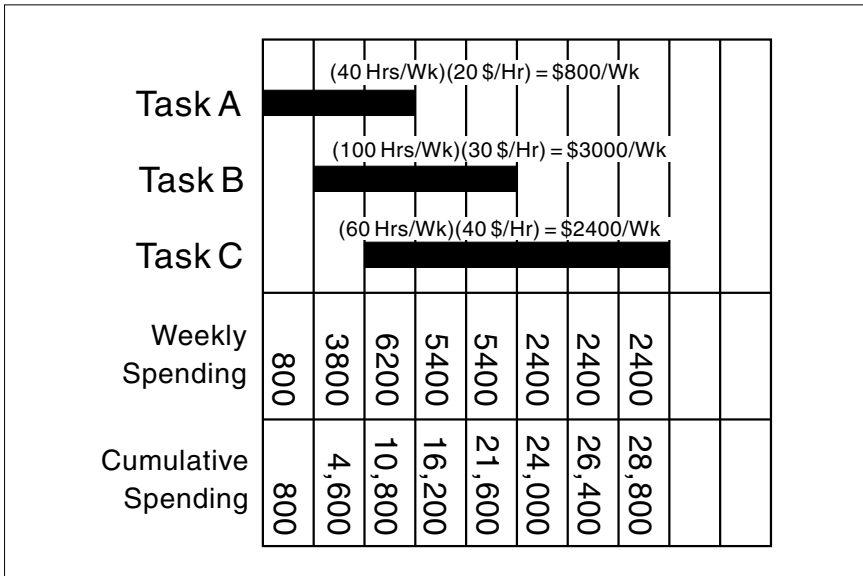 (40 Hrs/Wk)(20 $/Hr) = $800/Wk
Task A
(100 Hrs/Wk)(30 $/Hr) = $3000/Wk
Task B
(60 Hrs/Wk)(40 $/Hr) = $2400/Wk
Task C
Weekly
Spending
800
3800
6200
5400
5400
2400
2400
2400
Cumulative
Spending
800
4,600
10,800
16,200
21,600
24,000
26,400
28,800